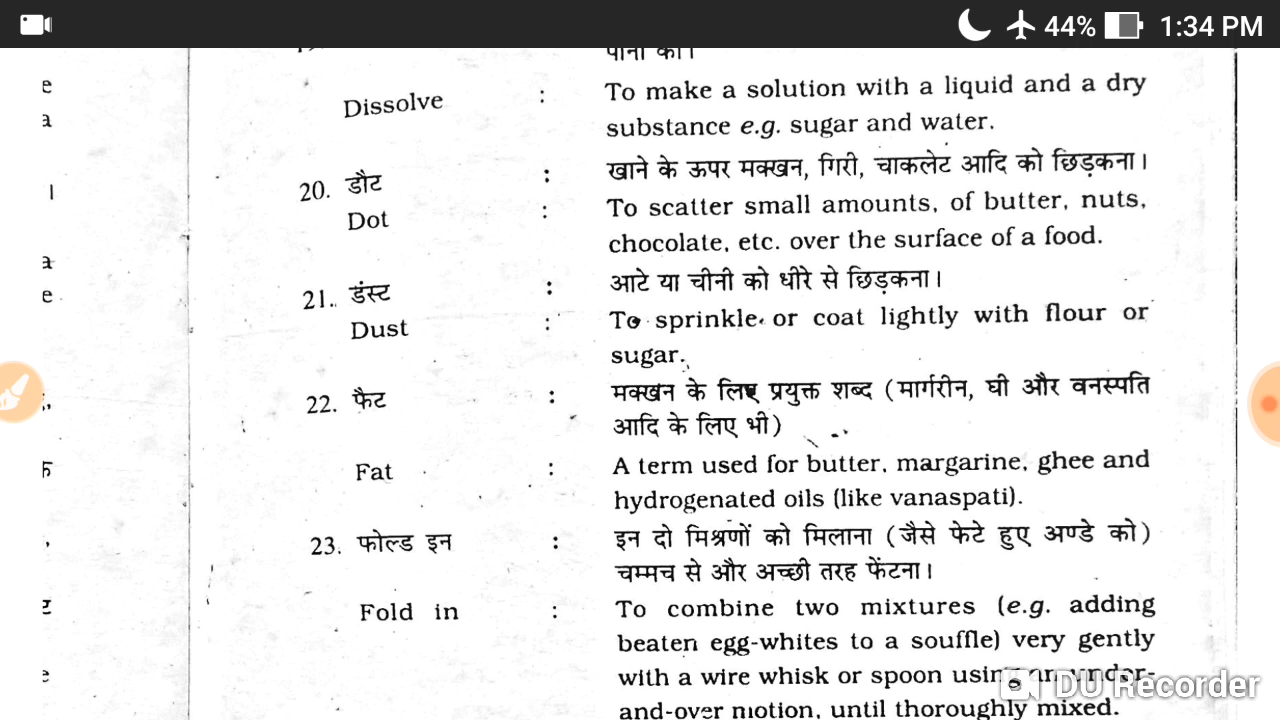 44% 1:34 PM
पानी का।
Dissolve : To make a solution with a liquid and a dry
substance e.g. sugar and water.
20. डौट : खाने के ऊपर मक्खन, गिरी, चाकलेट आदि को छिड़कना।
Dot : To scatter small amounts, of butter, nuts,
chocolate, etc. over the surface of a food.
21. डंस्ट : आटे या चीनी को धीरे से छिड़कना।
Dust : To sprinkle or coat lightly with flour or
sugar.
22. फैट : मक्खन के लिए प्रयुक्त शब्द (मार्गरीन, घी और वनस्पति
आदि के लिए भी)
Fat : A term used for butter, margarine, ghee and
hydrogenated oils (like vanaspati).
23. फोल्ड इन : इन दो मिश्रणों को मिलाना (जैसे फेटे हुए अण्डे को)
चम्मच से और अच्छी तरह फेंटना।
Fold in : To combine two mixtures (e.g. adding
beaten egg-whites to a souffle) very gently
with a wire whisk or spoon using an under-
and-over motion, until thoroughly mixed.
DU Recorder